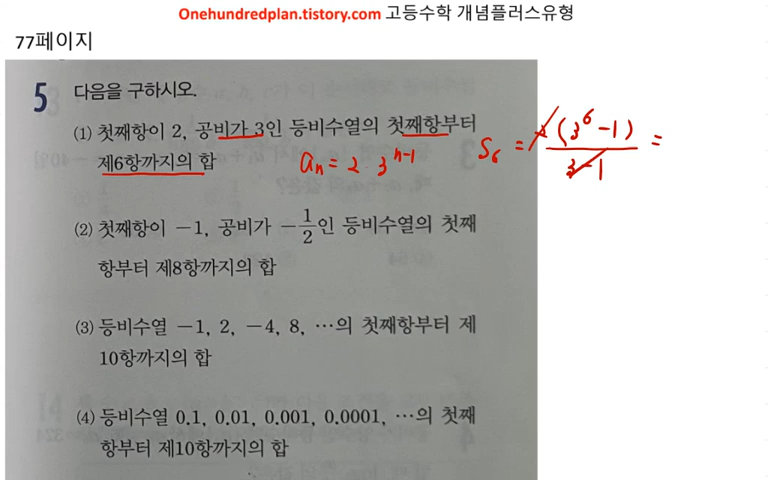 Onehundredplan.tistory.com 고등수학 개념플러스유형
77페이지
5 다음을 구하시오.
(1) 첫째항이 2, 공비가 3인 등비수열의 첫째항부터
제6항까지의 합
aₙ = 2 · 3ⁿ⁻¹
S₆ = 2(3⁶-1)/3-1 =
(2) 첫째항이 -1, 공비가 -1/2인 등비수열의 첫째
항부터 제8항까지의 합
(3) 등비수열 -1, 2, -4, 8, …의 첫째항부터 제
10항까지의 합
(4) 등비수열 0.1, 0.01, 0.001, 0.0001, …의 첫째
항부터 제10항까지의 합